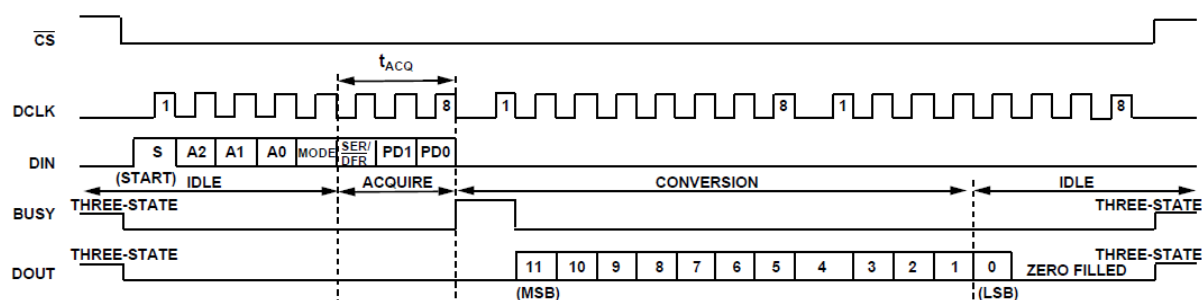 CS
tACQ
DCLK 1 8 1 8 1 8
DIN S A2 A1 A0 MODE SER/DFR PD1 PD0
(START) IDLE ACQUIRE CONVERSION IDLE
BUSY THREE-STATE THREE-STATE
DOUT THREE-STATE 11 10 9 8 7 6 5 4 3 2 1 0 ZERO FILLED THREE-STATE
(MSB) (LSB)